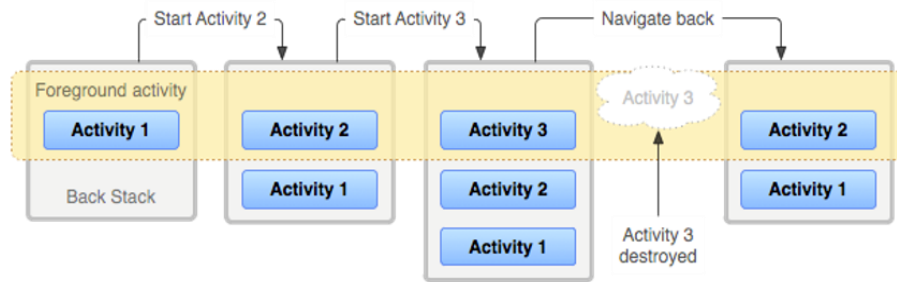 Start Activity 2
Start Activity 3
Navigate back
Foreground activity
Activity 1
Back Stack
Activity 2
Activity 1
Activity 3
Activity 2
Activity 1
Activity 3
Activity 3
destroyed
Activity 2
Activity 1